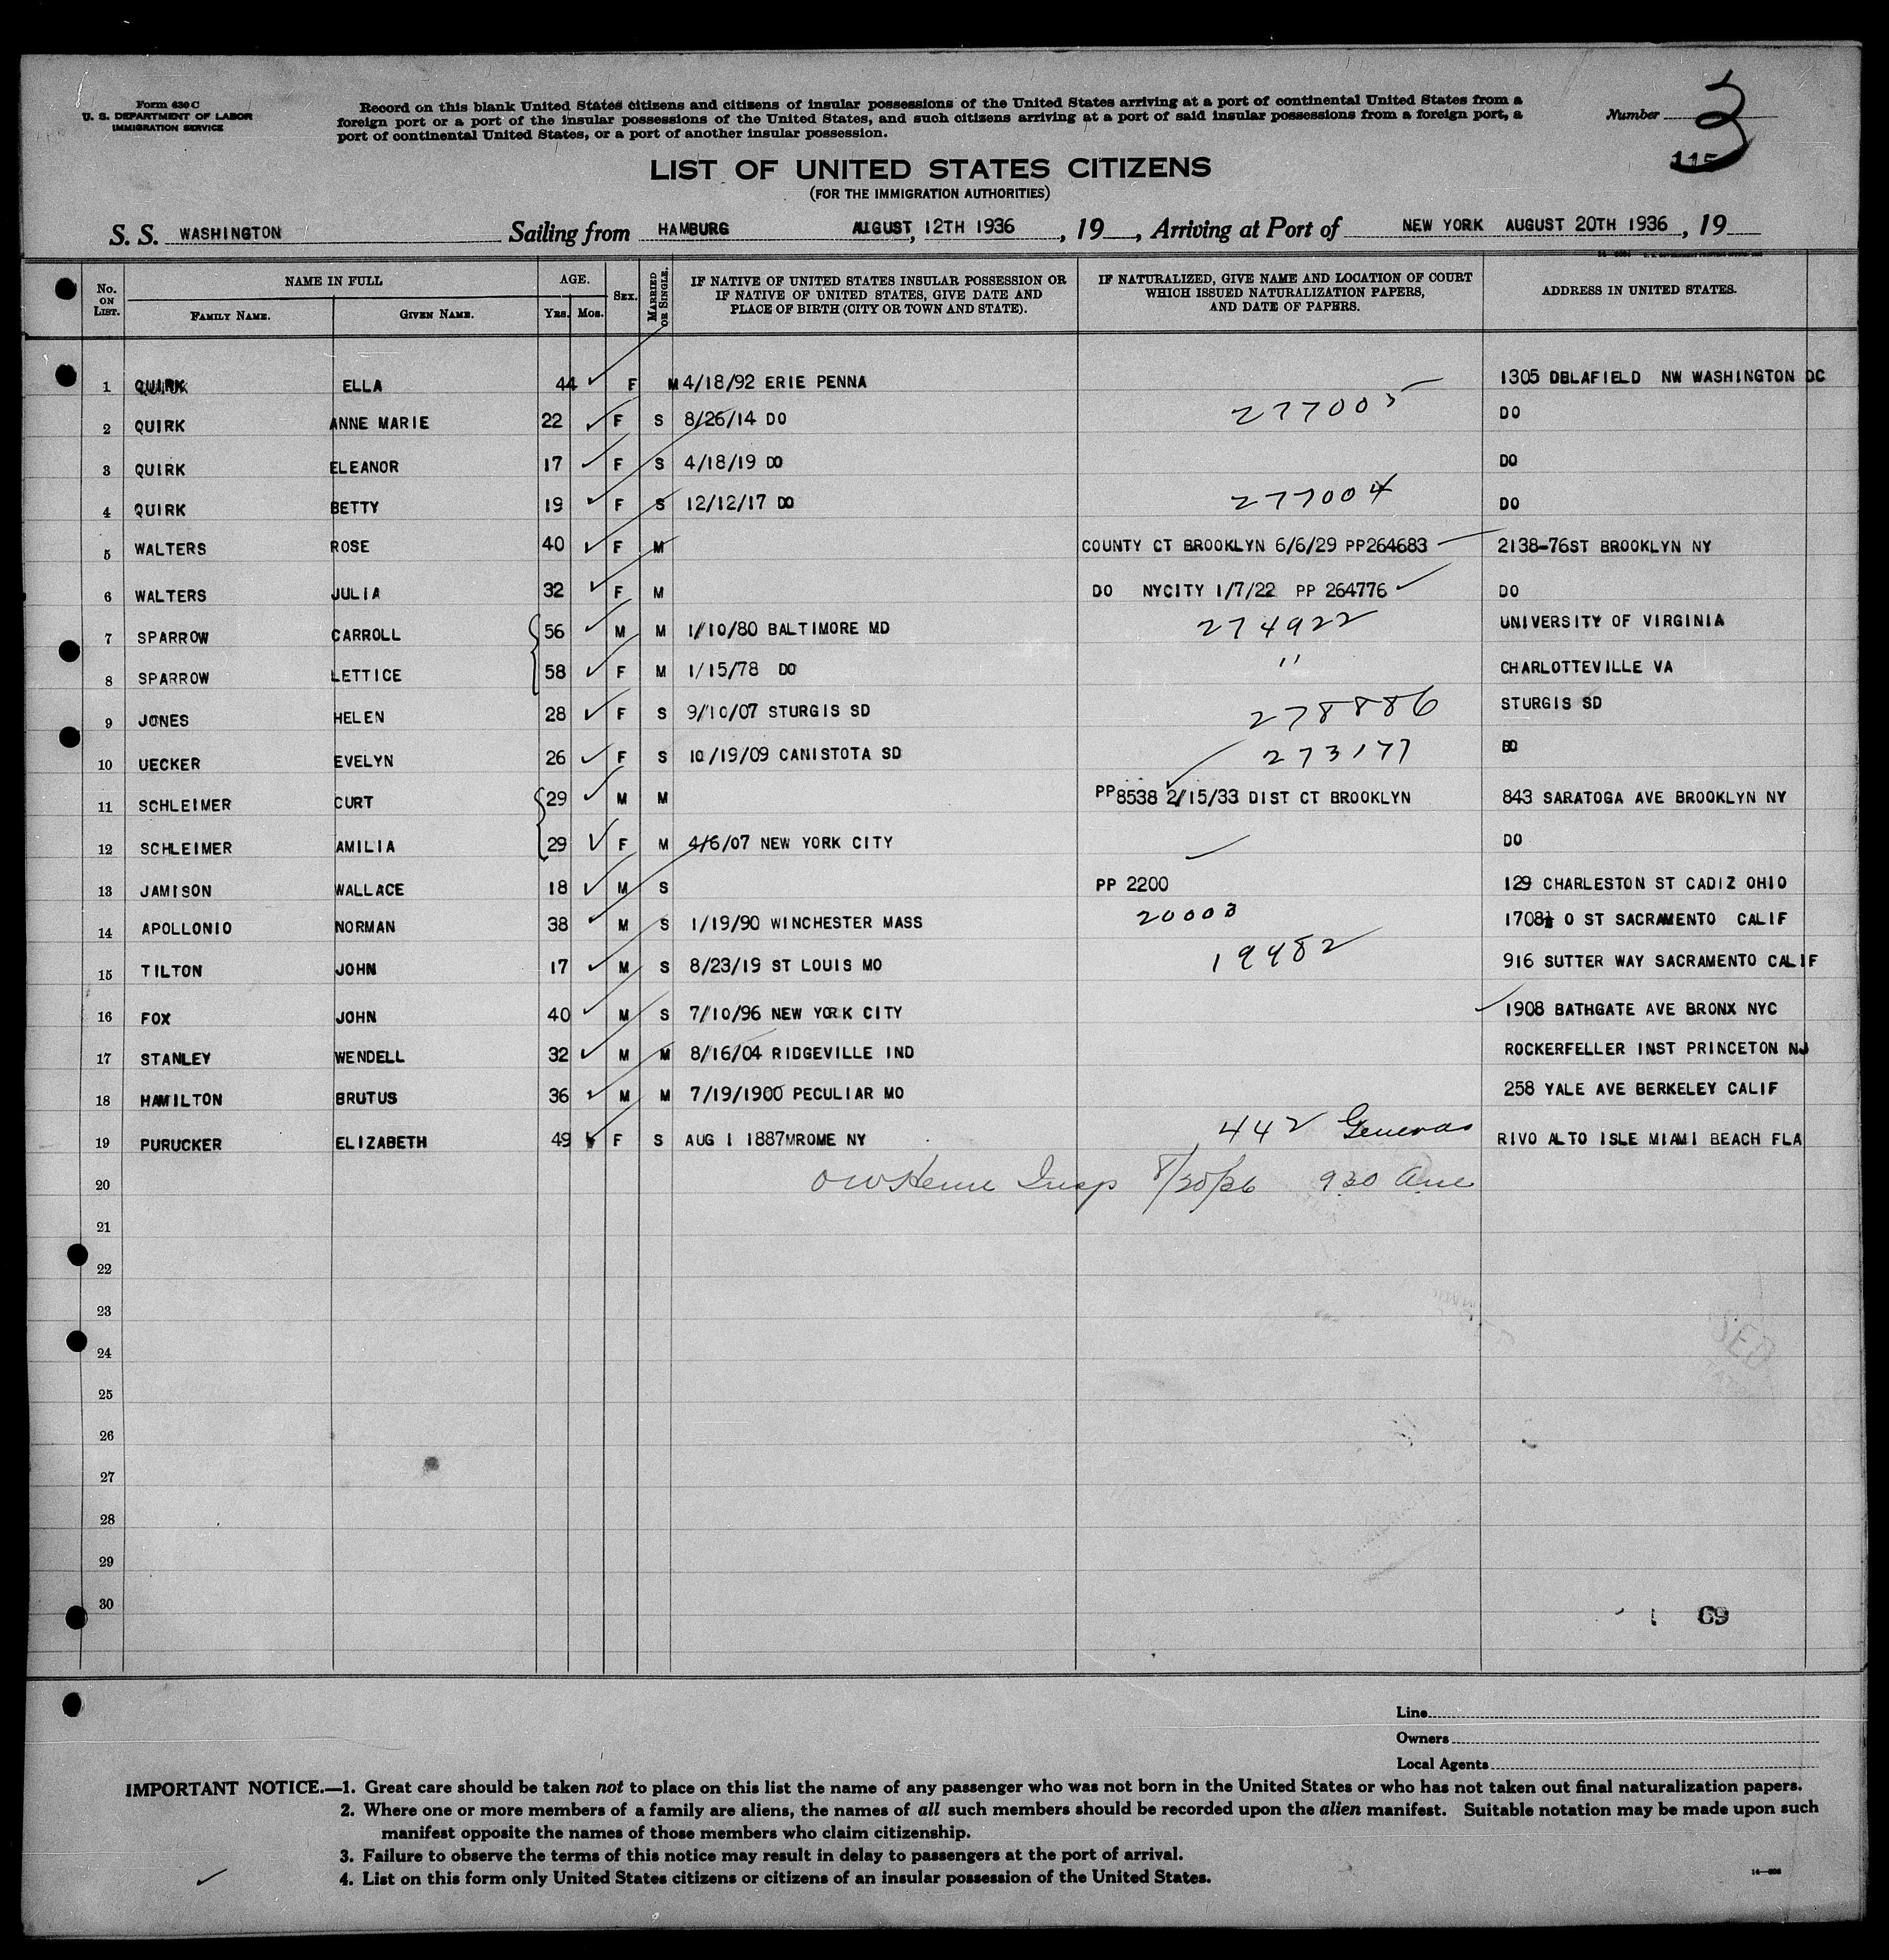 Form 630 C
U. S. DEPARTMENT OF LABOR
IMMIGRATION SERVICE
Record on this blank United States citizens and citizens of insular possessions of the United States arriving at a port of continental United States from a
foreign port or a port of the insular possessions of the United States, and such citizens arriving at a port of said insular possessions from a foreign port, a
port of continental United States, or a port of another insular possession.
Number 3
LIST OF UNITED STATES CITIZENS
(FOR THE IMMIGRATION AUTHORITIES)
S. S. WASHINGTON Sailing from HAMBURG AUGUST, 12TH 1936, 19, Arriving at Port of NEW YORK AUGUST 20TH 1936, 19
No. ON LIST. NAME IN FULL FAMILY NAME. GIVEN NAME. AGE. YRS. MOS. SEX. MARRIED OR SINGLE. IF NATIVE OF UNITED STATES INSULAR POSSESSION OR IF NATIVE OF UNITED STATES, GIVE DATE AND PLACE OF BIRTH (CITY OR TOWN AND STATE). IF NATURALIZED, GIVE NAME AND LOCATION OF COURT WHICH ISSUED NATURALIZATION PAPERS, AND DATE OF PAPERS. ADDRESS IN UNITED STATES.
1 QUIRK ELLA 44 F M 4/18/92 ERIE PENNA 1305 DBLAFIELD NW WASHINGTON DC
2 QUIRK ANNE MARIE 22 F S 8/26/14 DO 277005 DO
3 QUIRK ELEANOR 17 F S 4/18/19 DO DO
4 QUIRK BETTY 19 F S 12/12/17 DO 277004 DO
5 WALTERS ROSE 40 F M COUNTY CT BROOKLYN 6/6/29 PP264683 2138-76ST BROOKLYN NY
6 WALTERS JULIA 32 F M DO NYCITY 1/7/22 PP 264776 DO
7 SPARROW CARROLL 56 M M 1/10/80 BALTIMORE MD 274922 UNIVERSITY OF VIRGINIA
8 SPARROW LETTICE 58 F M 1/15/78 DO " CHARLOTTEVILLE VA
9 JONES HELEN 28 F S 9/10/07 STURGIS SD 278886 STURGIS SD
10 UECKER EVELYN 26 F S 10/19/09 CANISTOTA SD 273177 DO
11 SCHLEIMER CURT 29 M M PP8538 2/15/33 DIST CT BROOKLYN 843 SARATOGA AVE BROOKLYN NY
12 SCHLEIMER AMILIA 29 F M 4/6/07 NEW YORK CITY DO
13 JAMISON WALLACE 18 M S PP 2200 129 CHARLESTON ST CADIZ OHIO
14 APOLLONIO NORMAN 38 M S 1/19/90 WINCHESTER MASS 20003 O ST SACRAMENTO CALIF
15 TILTON JOHN 17 M S 8/23/19 ST LOUIS MO 19482 916 SUTTER WAY SACRAMENTO CALIF
16 FOX JOHN 40 M S 7/10/96 NEW YORK CITY 1908 BATHGATE AVE BRONX NYC
17 STANLEY WENDELL 32 M M 8/16/04 RIDGEVILLE IND ROCKERFELLER INST PRINCETON NJ
18 HAMILTON BRUTUS 36 M M 7/19/1900 PECULIAR MO 258 YALE AVE BERKELEY CALIF
19 PURUCKER ELIZABETH 49 F S AUG 1 1887MROME NY 442 Geneva RIVO ALTO ISLE MIAMI BEACH FLA
20 Insp 8/20/36 930
21
22
23
24
25
26
27
28
29
30
69
Line
Owners
Local Agents
IMPORTANT NOTICE.—1. Great care should be taken not to place on this list the name of any passenger who was not born in the United States or who has not taken out final naturalization papers.
2. Where one or more members of a family are aliens, the names of all such members should be recorded upon the alien manifest. Suitable notation may be made upon such
manifest opposite the names of those members who claim citizenship.
3. Failure to observe the terms of this notice may result in delay to passengers at the port of arrival.
4. List on this form only United States citizens or citizens of an insular possession of the United States.